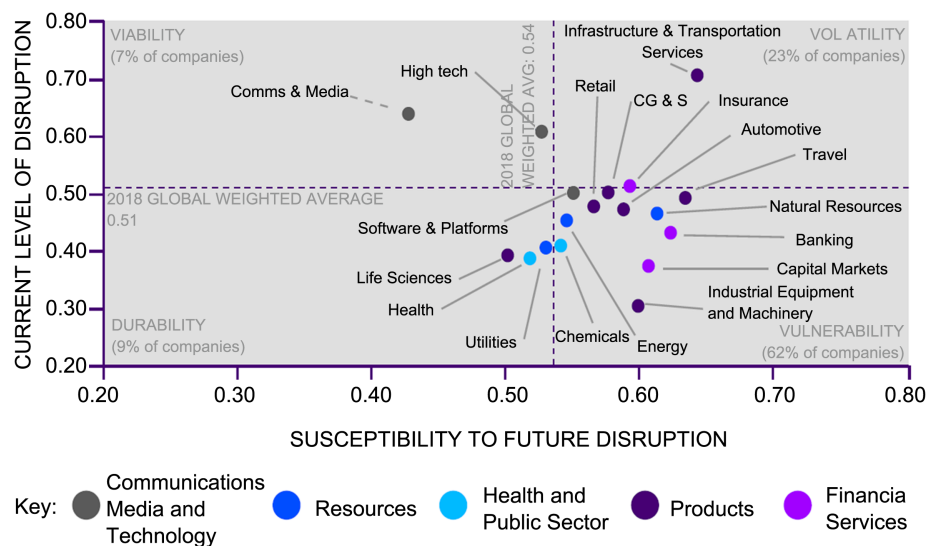 0.80
0.70
0.60
0.50
0.40
0.30
0.20
CURRENT LEVEL OF DISRUPTION
VIABILITY
(7% of companies)
2018 GLOBAL
WEIGHTED AVG: 0.54
Infrastructure & Transportation
Services
VOL ATILITY
(23% of companies)
High tech
Comms & Media
Retail
CG & S
Insurance
Automotive
Travel
2018 GLOBAL WEIGHTED AVERAGE
0.51
Software & Platforms
Natural Resources
Banking
Life Sciences
Capital Markets
Health
Industrial Equipment
and Machinery
DURABILITY
(9% of companies)
Utilities
Chemicals
Energy
VULNERABILITY
(62% of companies)
0.20
0.30
0.40
0.50
0.60
0.70
0.80
SUSCEPTIBILITY TO FUTURE DISRUPTION
Key:
Communications
Media and
Technology
Resources
Health and
Public Sector
Products
Financia
Services